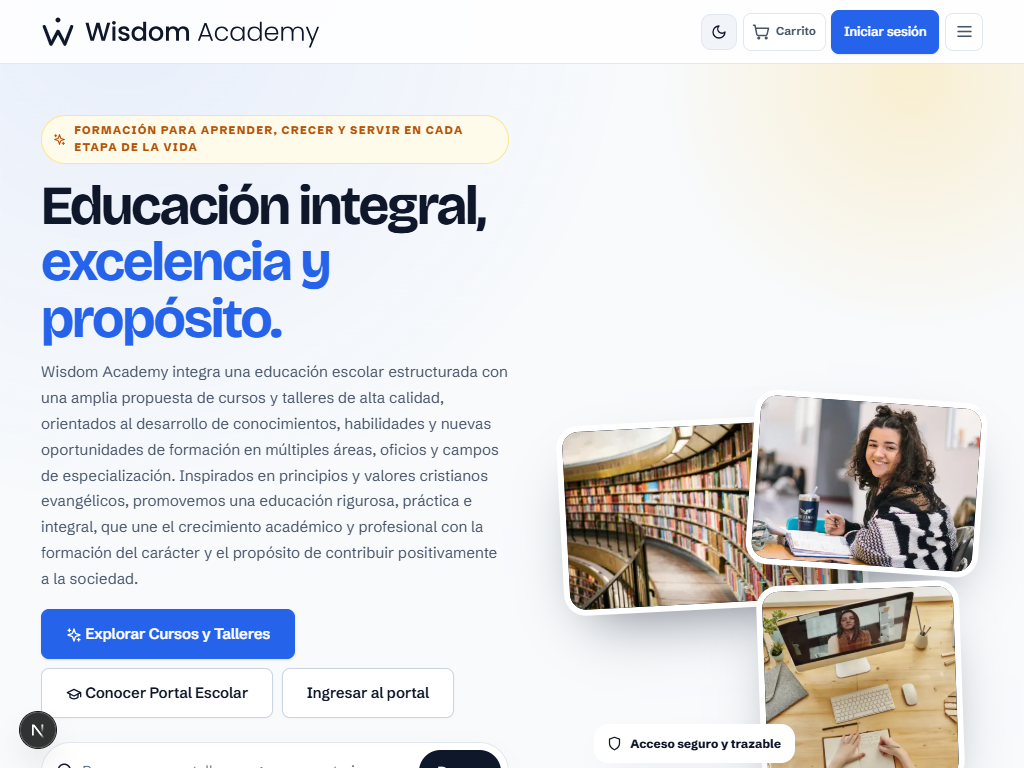 Wisdom Academy
Carrito
Iniciar sesión
FORMACIÓN PARA APRENDER, CRECER Y SERVIR EN CADA
ETAPA DE LA VIDA
Educación integral,
excelencia y
propósito.
Wisdom Academy integra una educación escolar estructurada con
una amplia propuesta de cursos y talleres de alta calidad,
orientados al desarrollo de conocimientos, habilidades y nuevas
oportunidades de formación en múltiples áreas, oficios y campos
de especialización. Inspirados en principios y valores cristianos
evangélicos, promovemos una educación rigurosa, práctica e
integral, que une el crecimiento académico y profesional con la
formación del carácter y el propósito de contribuir positivamente
a la sociedad.
Explorar Cursos y Talleres
Conocer Portal Escolar
Ingresar al portal
N
Acceso seguro y trazable